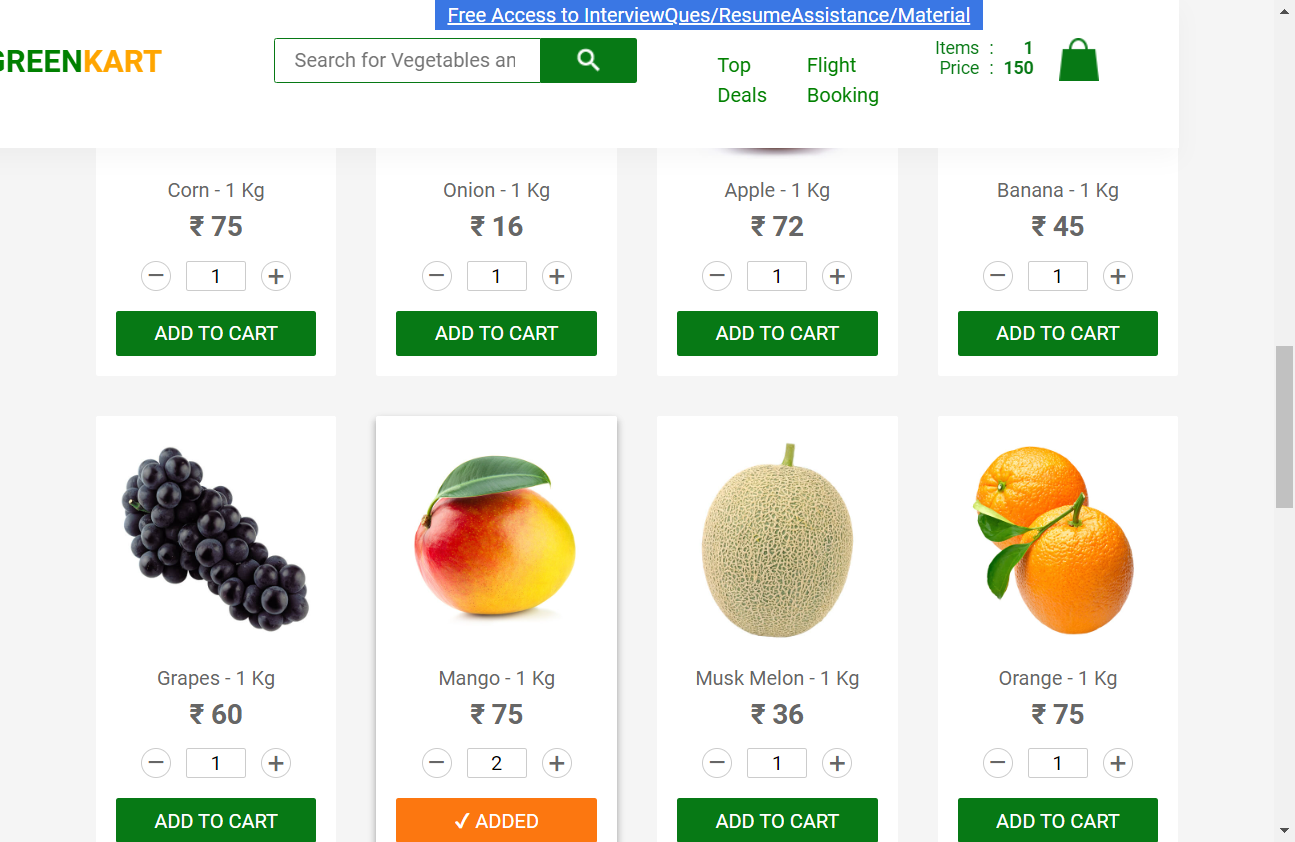 Free Access to InterviewQues/ResumeAssistance/Material
GREENKART
Search for Vegetables an
Top Deals
Flight Booking
Items : 1
Price : 150
Corn - 1 Kg
₹ 75
1
ADD TO CART
Onion - 1 Kg
₹ 16
1
ADD TO CART
Apple - 1 Kg
₹ 72
1
ADD TO CART
Banana - 1 Kg
₹ 45
1
ADD TO CART
Grapes - 1 Kg
₹ 60
1
ADD TO CART
Mango - 1 Kg
₹ 75
2
✓ ADDED
Musk Melon - 1 Kg
₹ 36
1
ADD TO CART
Orange - 1 Kg
₹ 75
1
ADD TO CART